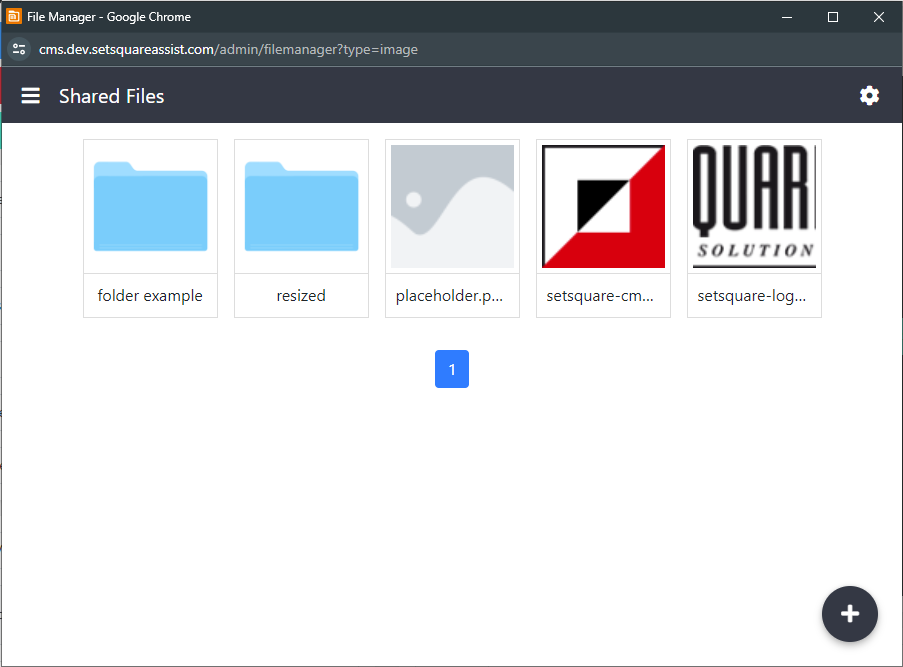 File Manager - Google Chrome
cms.dev.setsquareassist.com/admin/filemanager?type=image
Shared Files
QUAR
SOLUTION
folder example
resized
placeholder.p...
setsquare-cm...
setsquare-log...
1